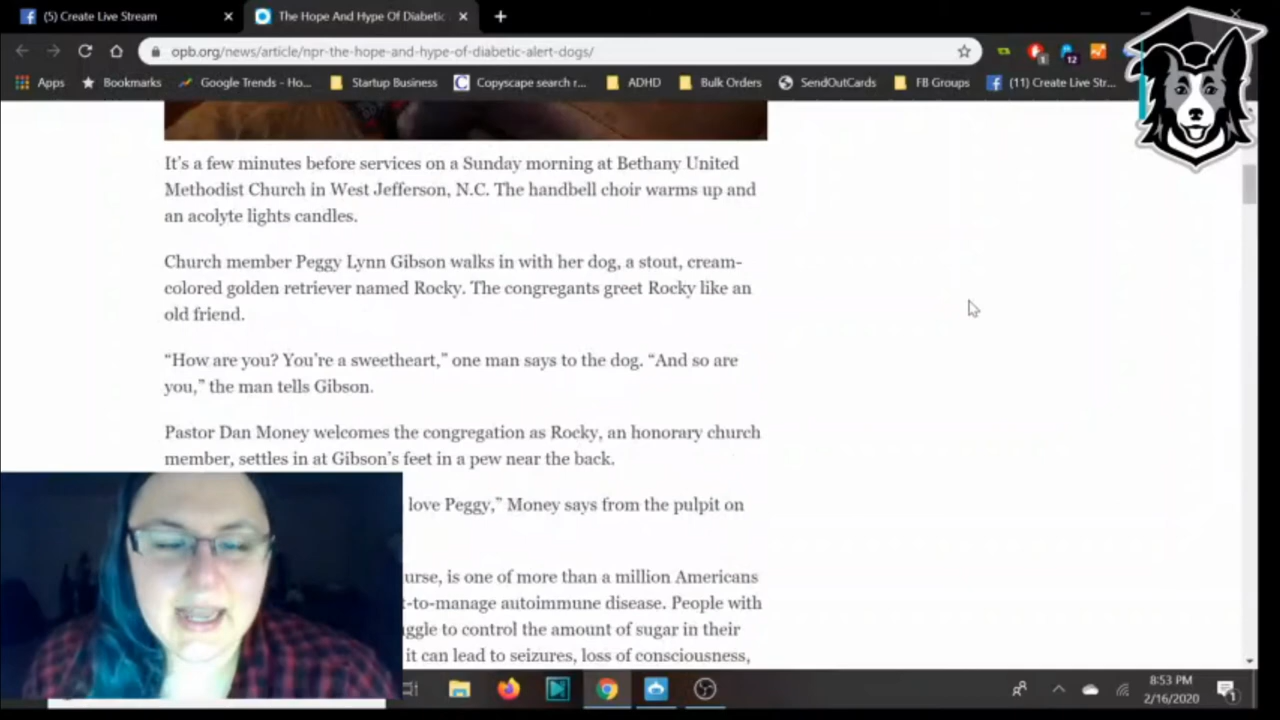 (5) Create Live Stream
The Hope And Hype Of Diabetic
opb.org/news/article/npr-the-hope-and-hype-of-diabetic-alert-dogs/
1
12
Apps
Bookmarks
Google Trends - Ho...
Startup Business
Copyscape search r...
ADHD
Bulk Orders
SendOutCards
FB Groups
(11) Create Live Str...
It's a few minutes before services on a Sunday morning at Bethany United
Methodist Church in West Jefferson, N.C. The handbell choir warms up and
an acolyte lights candles.
Church member Peggy Lynn Gibson walks in with her dog, a stout, cream-
colored golden retriever named Rocky. The congregants greet Rocky like an
old friend.
“How are you? You’re a sweetheart,” one man says to the dog. “And so are
you,” the man tells Gibson.
Pastor Dan Money welcomes the congregation as Rocky, an honorary church
member, settles in at Gibson’s feet in a pew near the back.
love Peggy,” Money says from the pulpit on
urse, is one of more than a million Americans
t-to-manage autoimmune disease. People with
ggle to control the amount of sugar in their
it can lead to seizures, loss of consciousness,
8:53 PM
2/16/2020
1